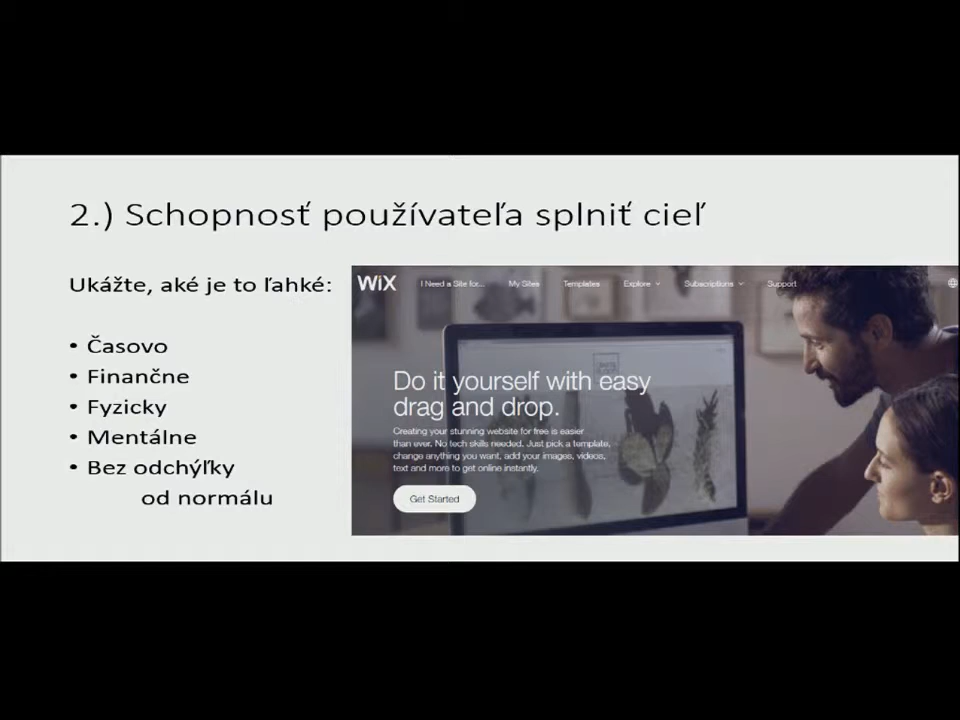 2.) Schopnosť používateľa splniť cieľ
Ukážte, aké je to ľahké:
• Časovo
• Finančne
• Fyzicky
• Mentálne
• Bez odchýľky
od normálu
WiX
I Need a Site for... My Sites Templates Explore Subscriptions Support
Do it yourself with easy
drag and drop.
Creating your stunning website for free is easier
than ever. No tech skills needed. Just pick a template,
change anything you want, add your images, videos,
text and more to get online instantly.
Get Started